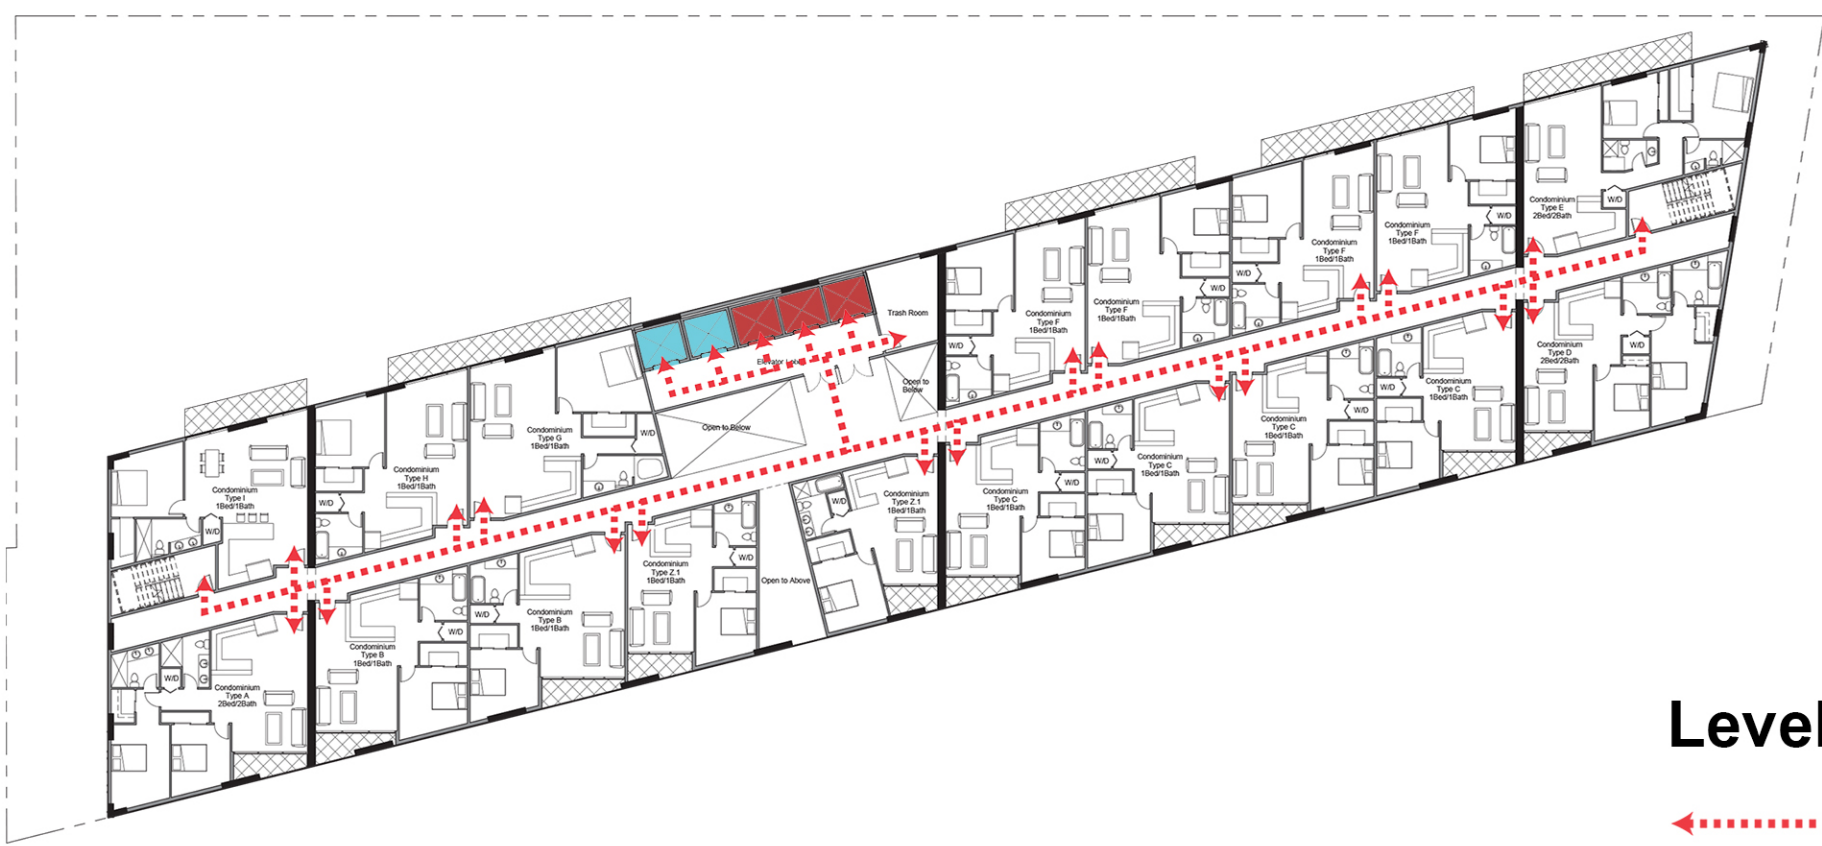 Condominium
Type E
2Bed/2Bath
W/D
Condominium
Type F
1Bed/1Bath
W/D
Condominium
Type F
1Bed/1Bath
W/D
Condominium
Type F
1Bed/1Bath
W/D
Condominium
Type F
1Bed/1Bath
W/D
Trash Room
Elevator Lobby
Open to
Below
Open to Below
Condominium
Type G
1Bed/1Bath
W/D
Condominium
Type H
1Bed/1Bath
W/D
Condominium
Type I
1Bed/1Bath
W/D
Condominium
Type D
2Bed/2Bath
W/D
Condominium
Type C
1Bed/1Bath
W/D
Condominium
Type C
1Bed/1Bath
W/D
Condominium
Type C
1Bed/1Bath
W/D
Condominium
Type C
1Bed/1Bath
W/D
Condominium
Type Z.1
1Bed/1Bath
W/D
Open to Above
Condominium
Type Z.1
1Bed/1Bath
W/D
Condominium
Type B
1Bed/1Bath
W/D
Condominium
Type B
1Bed/1Bath
W/D
Condominium
Type A
2Bed/2Bath
W/D
Level